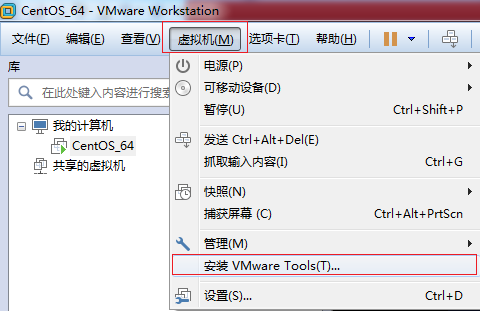 CentOS_64 - VMware Workstation
文件(F) 编辑(E) 查看(V) 虚拟机(M) 选项卡(T) 帮助(H)
库
在此处键入内容进行搜索
我的计算机
CentOS_64
共享的虚拟机
电源(P)
可移动设备(D)
暂停(U) Ctrl+Shift+P
发送 Ctrl+Alt+Del(E)
抓取输入内容(I) Ctrl+G
快照(N)
捕获屏幕 (C) Ctrl+Alt+PrtScn
管理(M)
安装 VMware Tools(T)...
设置(S)... Ctrl+D